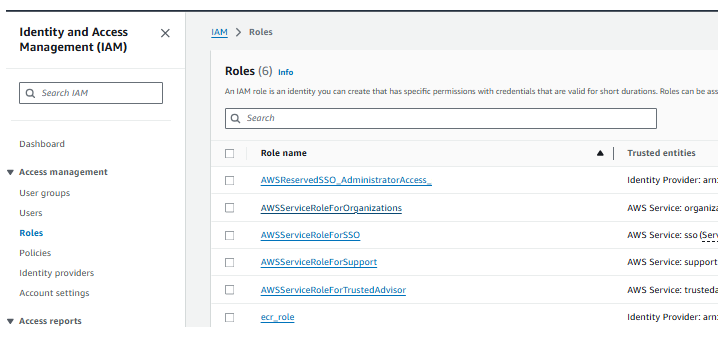 Identity and Access
Management (IAM)
Search IAM
Dashboard
Access management
User groups
Users
Roles
Policies
Identity providers
Account settings
Access reports
IAM > Roles
Roles (6) Info
An IAM role is an identity you can create that has specific permissions with credentials that are valid for short durations. Roles can be ass
Search
Role name Trusted entities
AWSReservedSSO_AdministratorAccess_ Identity Provider: arn:
AWSServiceRoleForOrganizations AWS Service: organiza
AWSServiceRoleForSSO AWS Service: sso (Serv
AWSServiceRoleForSupport AWS Service: support
AWSServiceRoleForTrustedAdvisor AWS Service: trusteda
ecr_role Identity Provider: arn: